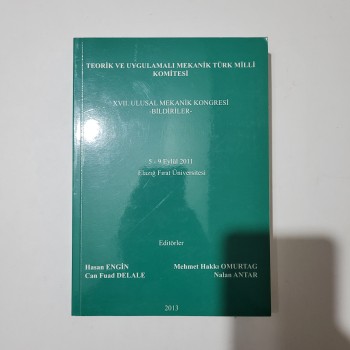 TEORİK VE UYGULAMALI MEKANİK TÜRK MİLLİ
KOMİTESİ
XVII. ULUSAL MEKANİK KONGRESİ
-BİLDİRİLER-
5 - 9 Eylül 2011
Elazığ Fırat Üniversitesi
Editörler
Hasan ENGİN Mehmet Hakkı OMURTAG
Can Fuad DELALE Nalan ANTAR
2013